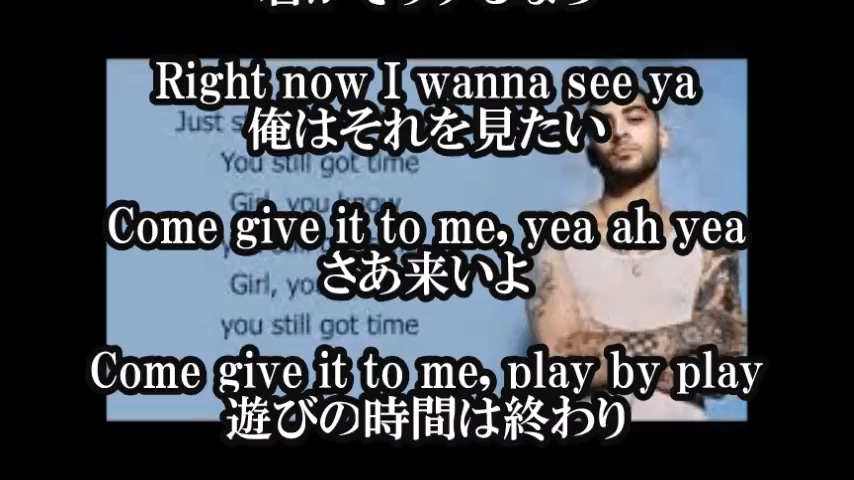 Right now I wanna see ya
Just
俺はそれを見たい
You still got time
Girl, you know
Come give it to me, yea ah yea
さあ来いよ
Girl,
you still got time
Come give it to me, play by play
遊びの時間は終わり